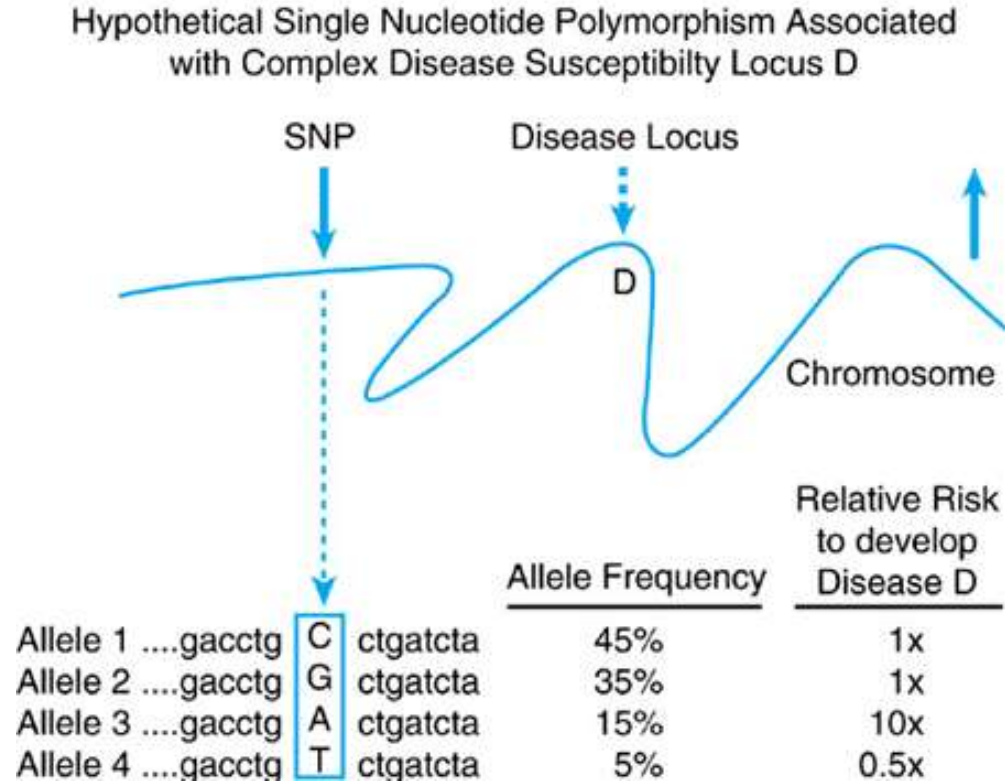 Hypothetical Single Nucleotide Polymorphism Associated
with Complex Disease Susceptibilty Locus D
SNP
Disease Locus
D
Chromosome
Allele Frequency
Relative Risk
to develop
Disease D
Allele 1 ....gacctg C ctgatcta 45% 1x
Allele 2 ....gacctg G ctgatcta 35% 1x
Allele 3 ....gacctg A ctgatcta 15% 10x
Allele 4 ....gacctg T ctgatcta 5% 0.5x